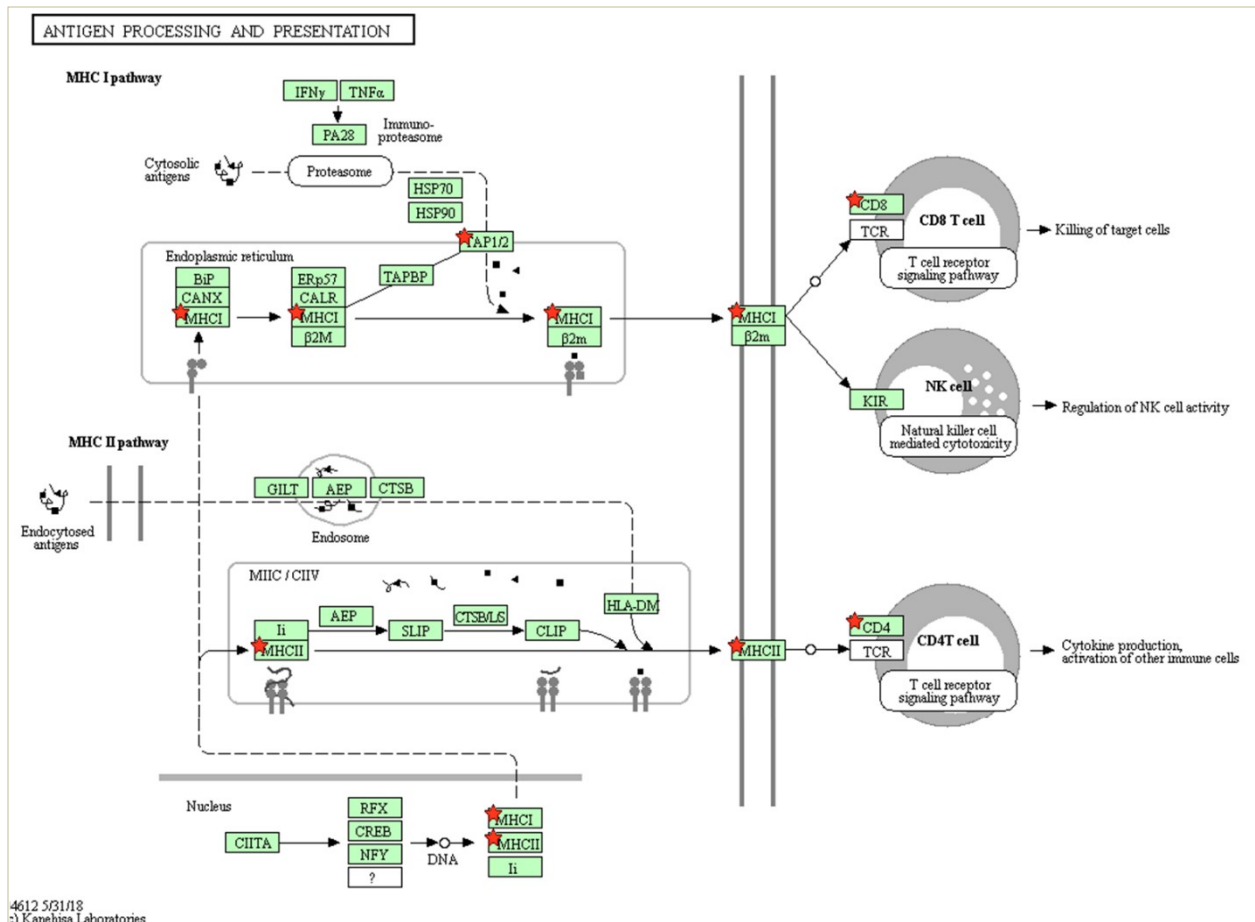 ANTIGEN PROCESSING AND PRESENTATION
MHC I pathway
IFNγ
TNFα
PA28
Immuno-
proteasome
Cytosolic
antigens
Proteasome
HSP70
HSP90
TAP1/2
Endoplasmic reticulum
BiP
CANX
MHCI
ERp57
CALR
MHCI
β2M
TAPBP
MHCI
β2m
MHCI
β2m
CD8
TCR
CD8 T cell
T cell receptor
signaling pathway
Killing of target cells
KIR
NK cell
Natural killer cell
mediated cytotoxicity
Regulation of NK cell activity
MHC II pathway
Endocytosed
antigens
GILT
AEP
CTSB
Endosome
MIIC / CIIV
Ii
MHCII
AEP
SLIP
CTSB/L/S
CLIP
HLA-DM
MHCII
CD4
TCR
CD4T cell
T cell receptor
signaling pathway
Cytokine production,
activation of other immune cells
Nucleus
CIITA
RFX
CREB
NFY
?
DNA
MHCI
MHCII
Ii
4612 5/31/18
c) Kanehisa Laboratories